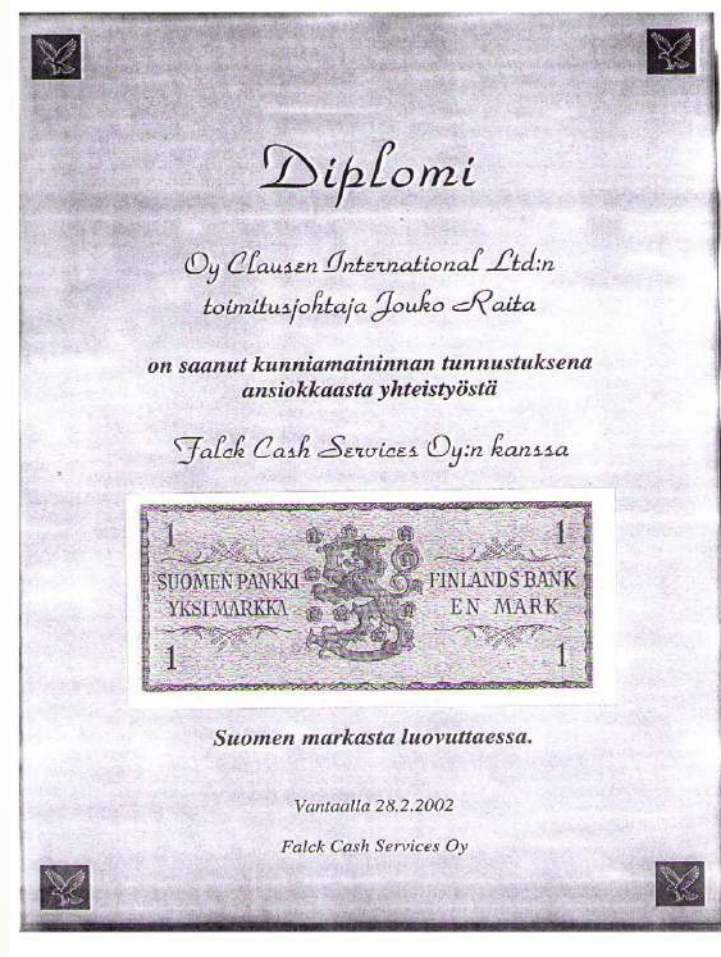 Diplomi
Oy Clausen International Ltd:n
toimitusjohtaja Jouko Raita
on saanut kunniamaininnan tunnustuksena
ansiokkaasta yhteistyöstä
Falck Cash Services Oy:n kanssa
1 1
SUOMEN PANKKI FINLANDS BANK
YKSI MARKKA EN MARK
1 1
Suomen markasta luovuttaessa.
Vantaalla 28.2.2002
Falck Cash Services Oy